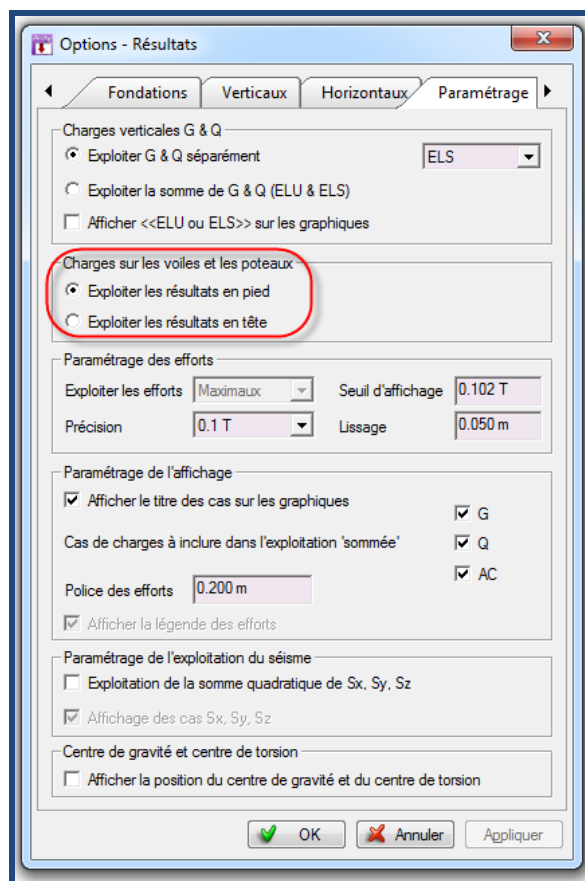 Options - Résultats
Fondations Verticaux Horizontaux Paramétrage
Charges verticales G & Q
Exploiter G & Q séparément ELS
Exploiter la somme de G & Q (ELU & ELS)
Afficher <<ELU ou ELS>> sur les graphiques
Charges sur les voiles et les poteaux
Exploiter les résultats en pied
Exploiter les résultats en tête
Paramétrage des efforts
Exploiter les efforts Maximaux Seuil d'affichage 0.102 T
Précision 0.1 T Lissage 0.050 m
Paramétrage de l'affichage
Afficher le titre des cas sur les graphiques
G
Cas de charges à inclure dans l'exploitation 'sommée' Q
AC
Police des efforts 0.200 m
Afficher la légende des efforts
Paramétrage de l'exploitation du séisme
Exploitation de la somme quadratique de Sx, Sy, Sz
Affichage des cas Sx, Sy, Sz
Centre de gravité et centre de torsion
Afficher la position du centre de gravité et du centre de torsion
OK Annuler Appliquer